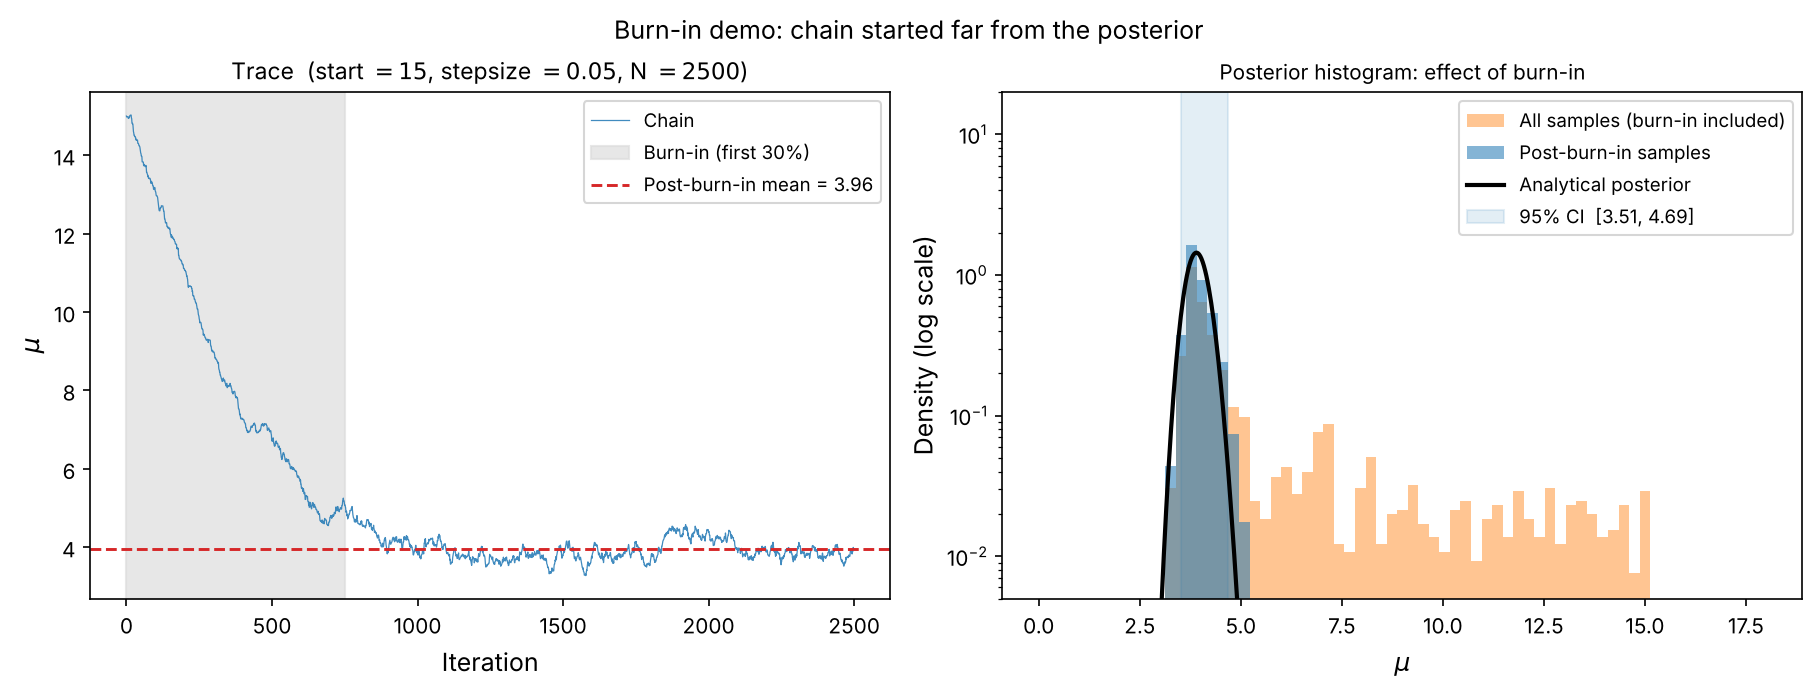 Burn-in demo: chain started far from the posterior
Trace (start = 15, stepsize = 0.05, N = 2500)
Chain
Burn-in (first 30%)
Post-burn-in mean = 3.96
14
12
10
8
6
4
μ
0
500
1000
1500
2000
2500
Iteration
Posterior histogram: effect of burn-in
All samples (burn-in included)
Post-burn-in samples
Analytical posterior
95% CI [3.51, 4.69]
10¹
10⁰
10⁻¹
10⁻²
Density (log scale)
0.0
2.5
5.0
7.5
10.0
12.5
15.0
17.5
μ